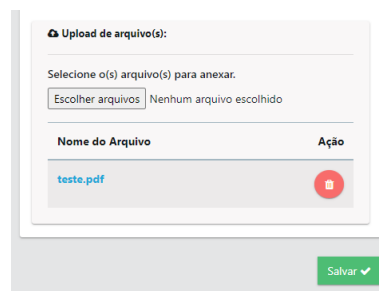 Upload de arquivo(s):
Selecione o(s) arquivo(s) para anexar.
Escolher arquivos Nenhum arquivo escolhido
Nome do Arquivo Ação
teste.pdf
Salvar